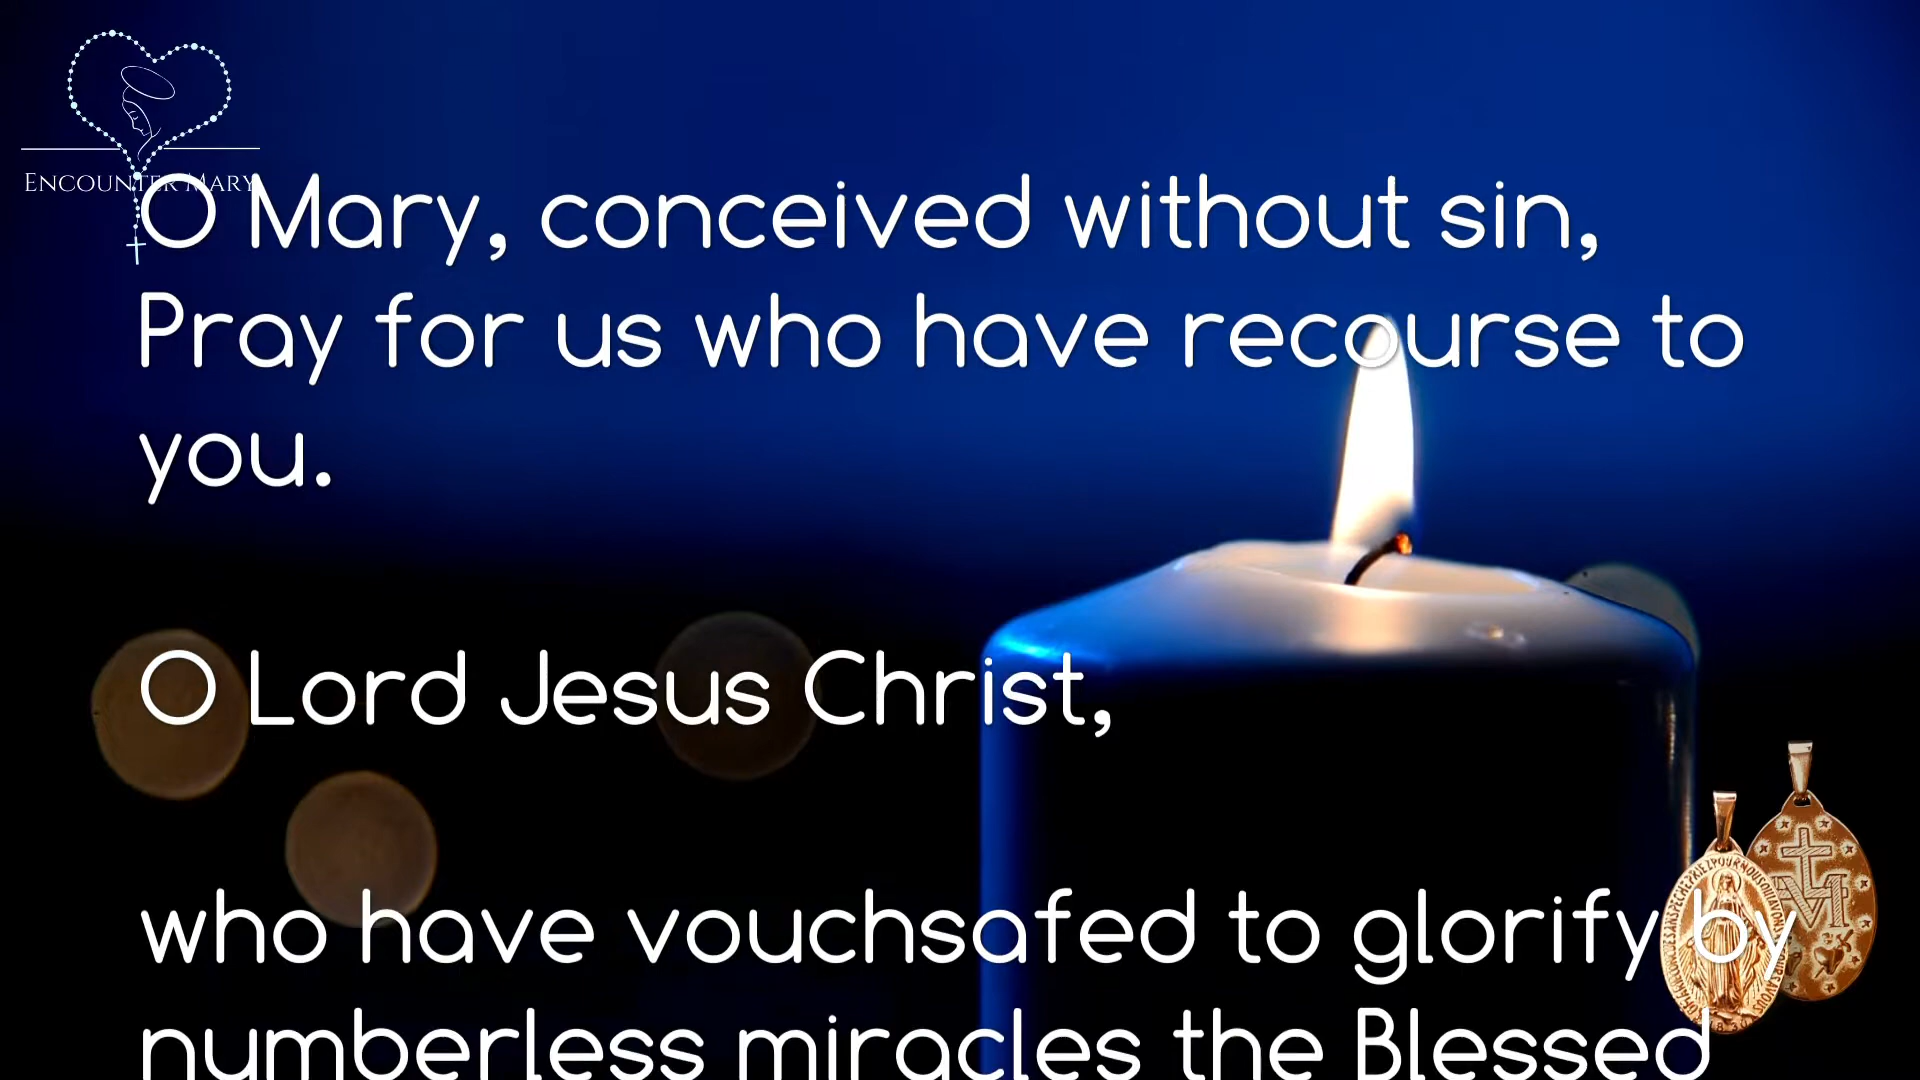 ENCOUNTER MARY
O Mary, conceived without sin,
Pray for us who have recourse to
you.
O Lord Jesus Christ,
who have vouchsafed to glorify by
numberless miracles the Blessed